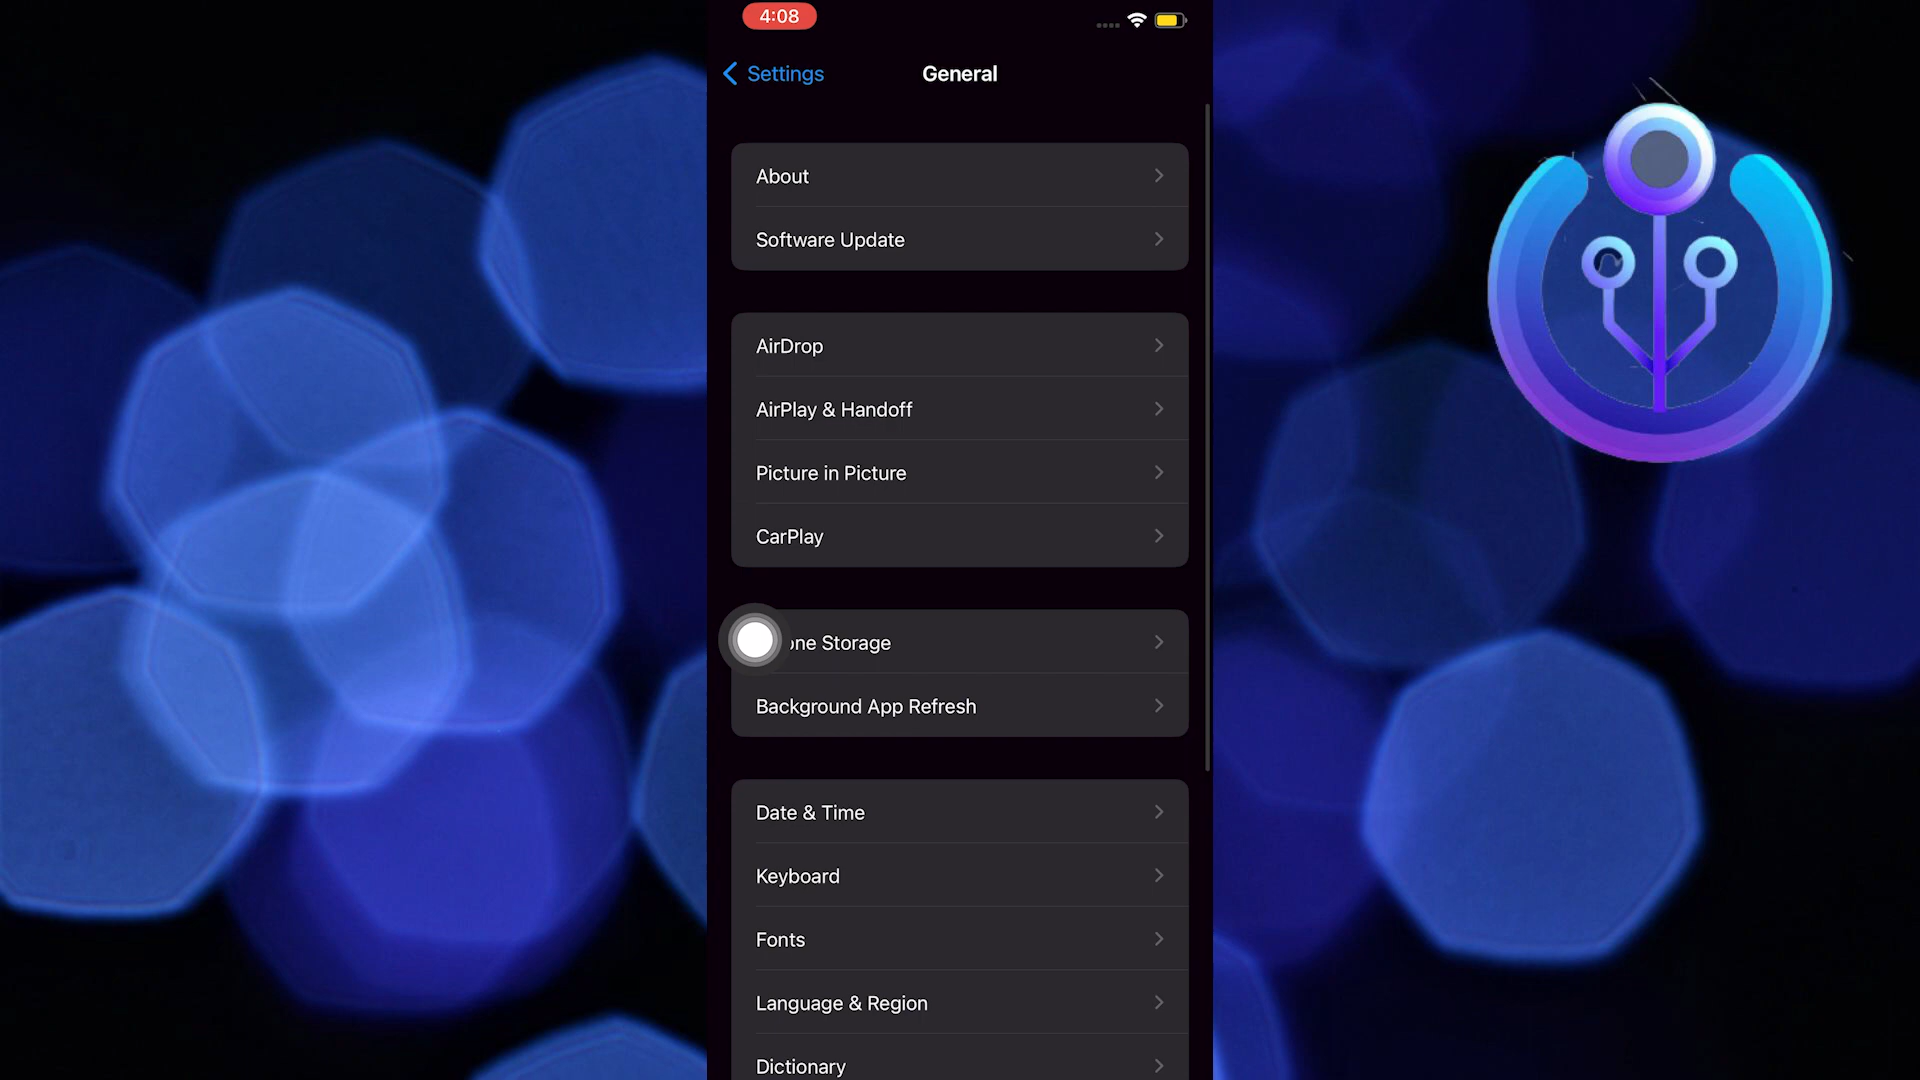 4:08
Settings
General
About
Software Update
AirDrop
AirPlay & Handoff
Picture in Picture
CarPlay
one Storage
Background App Refresh
Date & Time
Keyboard
Fonts
Language & Region
Dictionary